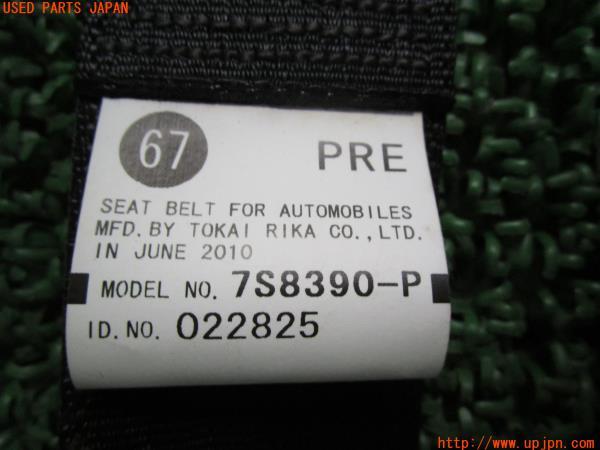 USED PARTS JAPAN
67 PRE
SEAT BELT FOR AUTOMOBILES
MFD. BY TOKAI RIKA CO., LTD.
IN JUNE 2010
MODEL NO. 7S8390-P
ID. NO. 022825
http://www.upjpn.com/